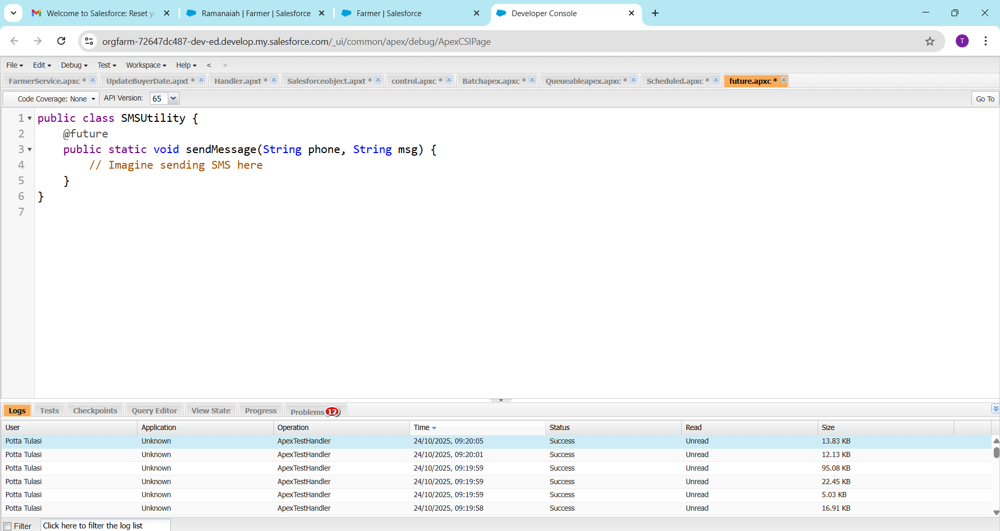 Welcome to Salesforce: Reset yo
Ramanaiah | Farmer | Salesforce
Farmer | Salesforce
Developer Console
orgfarm-72647dc487-dev-ed.develop.my.salesforce.com/_ui/common/apex/debug/ApexCSIPage
T
File Edit Debug Test Workspace Help < >
FarmerService.apxc * UpdateBuyerDate.apxt * Handler.apxt * Salesforceobject.apxt * control.apxc * Batchapex.apxc * Queueableapex.apxc * Scheduled.apxc * future.apxc *
Code Coverage: None API Version: 65 Go To
1 public class SMSUtility {
2 @future
3 public static void sendMessage(String phone, String msg) {
4 // Imagine sending SMS here
5 }
6 }
7
Logs Tests Checkpoints Query Editor View State Progress Problems 12
User Application Operation Time Status Read Size
Potta Tulasi Unknown ApexTestHandler 24/10/2025, 09:20:05 Success Unread 13.83 KB
Potta Tulasi Unknown ApexTestHandler 24/10/2025, 09:20:01 Success Unread 12.13 KB
Potta Tulasi Unknown ApexTestHandler 24/10/2025, 09:19:59 Success Unread 95.08 KB
Potta Tulasi Unknown ApexTestHandler 24/10/2025, 09:19:59 Success Unread 22.45 KB
Potta Tulasi Unknown ApexTestHandler 24/10/2025, 09:19:59 Success Unread 5.03 KB
Potta Tulasi Unknown ApexTestHandler 24/10/2025, 09:19:58 Success Unread 16.91 KB
Filter Click here to filter the log list